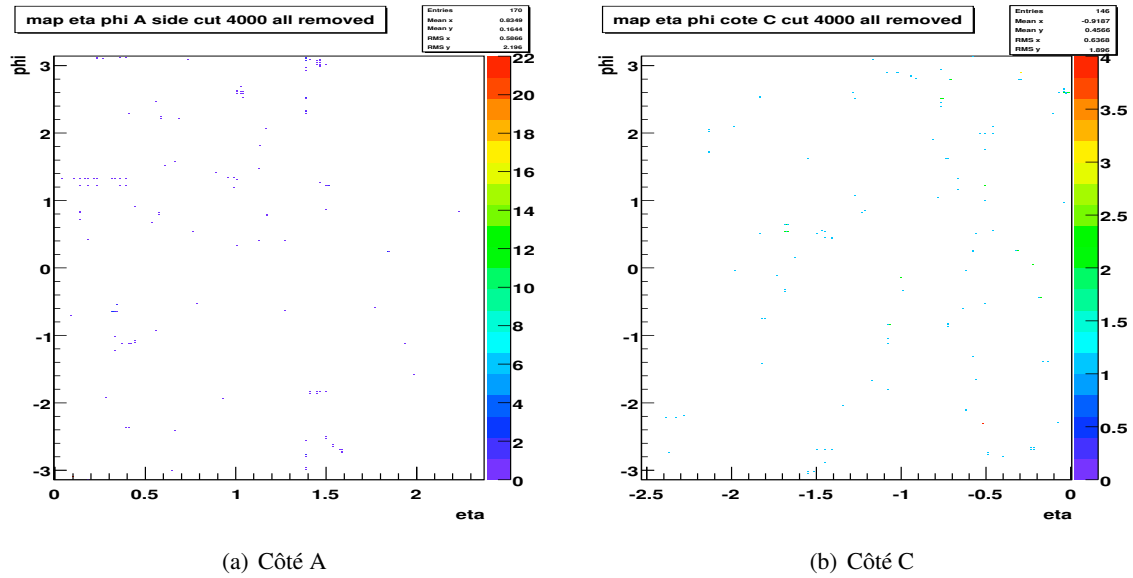 map eta phi A side cut 4000 all removed
Entries 170
Mean x 0.8349
Mean y 0.1644
RMS x 0.5866
RMS y 2.196
phi
3
2
1
0
-1
-2
-3
0 0.5 1 1.5 2
eta
22
20
18
16
14
12
10
8
6
4
2
0
(a) Côté A
map eta phi cote C cut 4000 all removed
Entries 146
Mean x -0.9187
Mean y 0.4566
RMS x 0.6368
RMS y 1.896
phi
3
2
1
0
-1
-2
-3
-2.5 -2 -1.5 -1 -0.5 0
eta
4
3.5
3
2.5
2
1.5
1
0.5
0
(b) Côté C